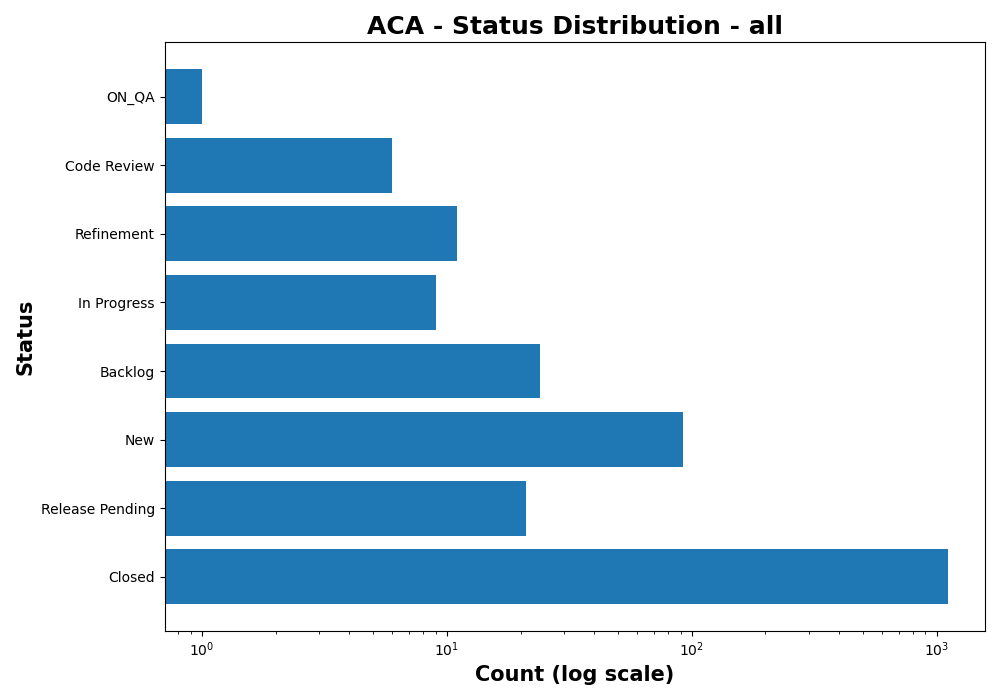 ACA - Status Distribution - all
ON_QA
Code Review
Refinement
In Progress
Backlog
New
Release Pending
Closed
Status
10⁰ 10¹ 10² 10³
Count (log scale)